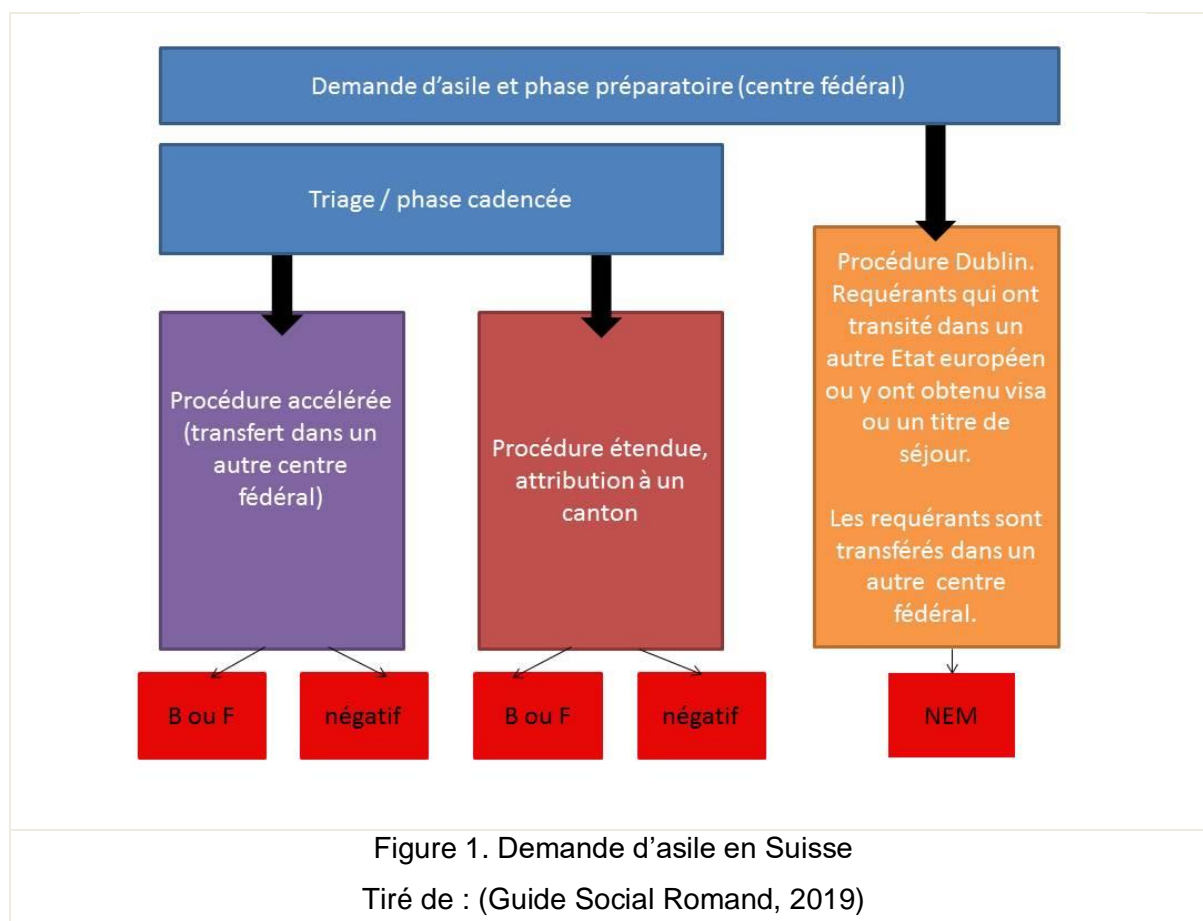 Demande d'asile et phase préparatoire (centre fédéral)
Triage / phase cadencée
Procédure accélérée
(transfert dans un
autre centre
fédéral)
Procédure étendue,
attribution à un
canton
Procédure Dublin.
Requérants qui ont
transité dans un
autre Etat européen
ou y ont obtenu visa
ou un titre de
séjour.
Les requérants sont
transférés dans un
autre centre
fédéral.
B ou F
négatif
B ou F
négatif
NEM
Figure 1. Demande d'asile en Suisse
Tiré de : (Guide Social Romand, 2019)